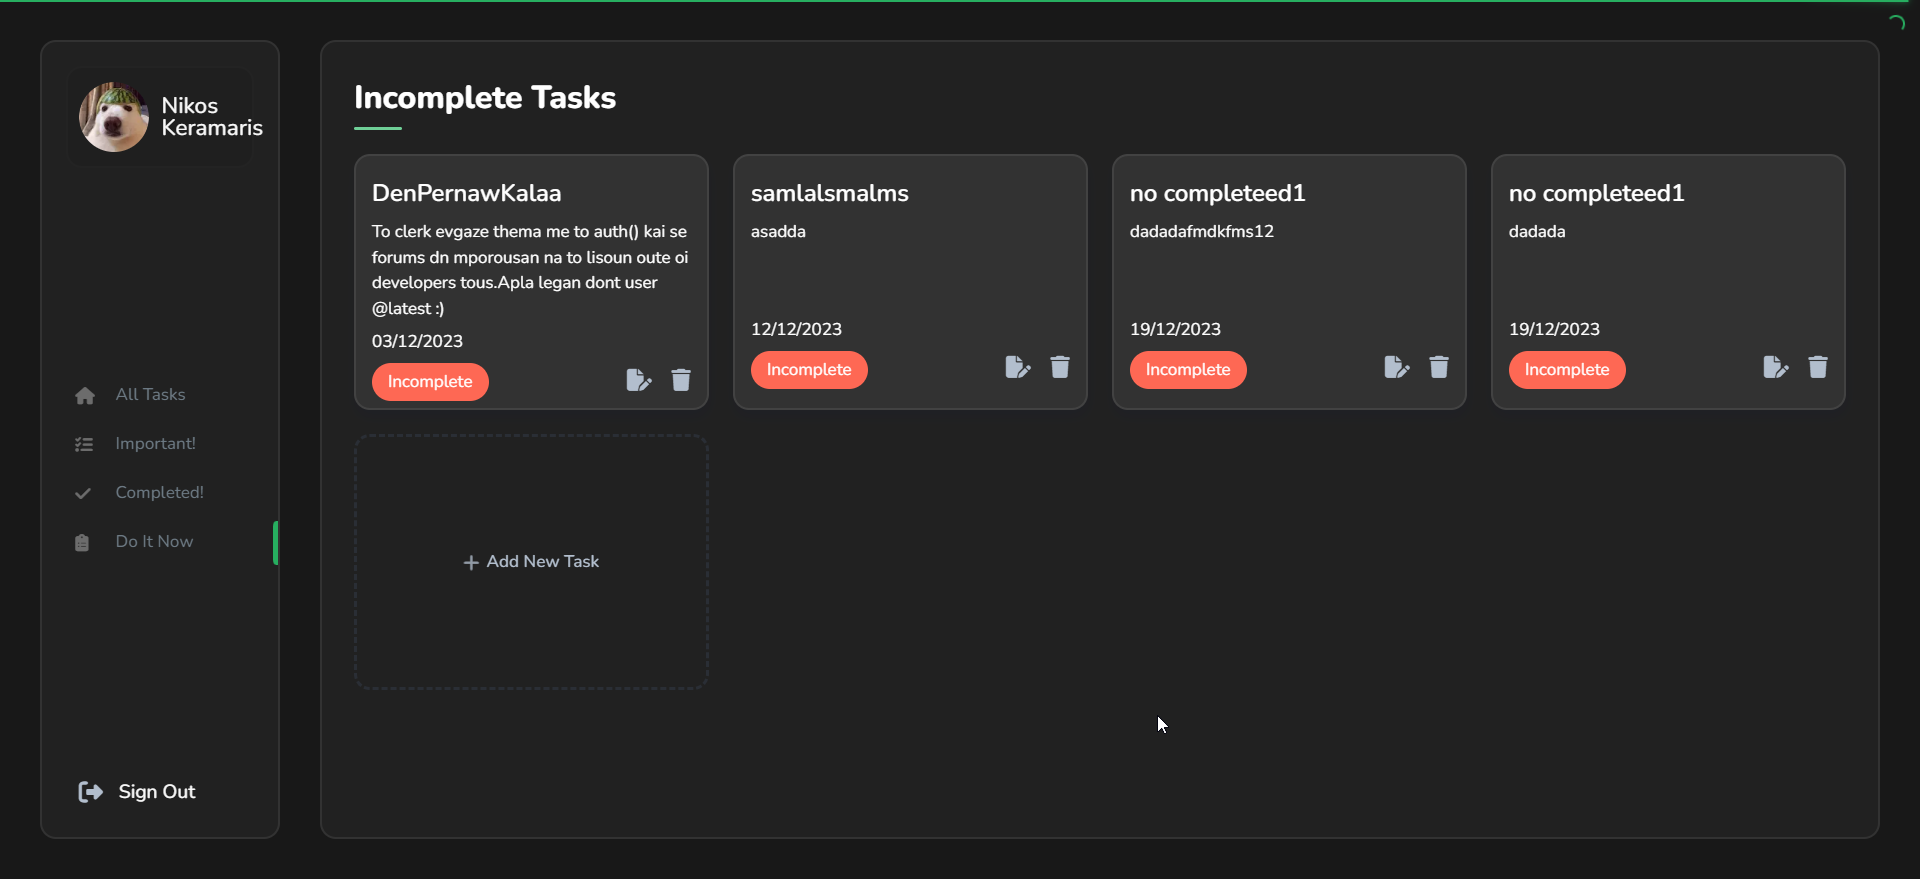 Nikos
Keramaris
All Tasks
Important!
Completed!
Do It Now
Sign Out
Incomplete Tasks
DenPernawKalaa
To clerk evgaze thema me to auth() kai se
forums dn mporousan na to lisoun oute oi
developers tous.Apla legan dont user
@latest :)
03/12/2023
Incomplete
samlalsmalms
asadda
12/12/2023
Incomplete
no completeed1
dadadafmdkfms12
19/12/2023
Incomplete
no completeed1
dadada
19/12/2023
Incomplete
Add New Task